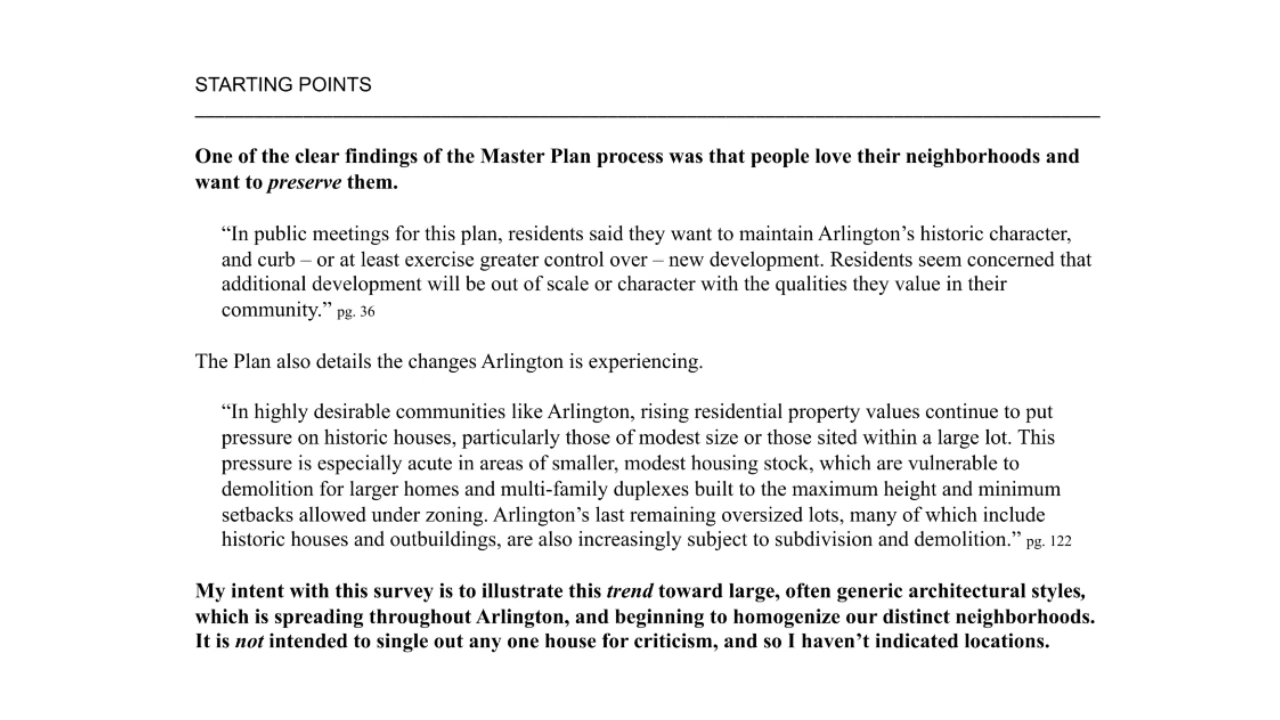 STARTING POINTS
One of the clear findings of the Master Plan process was that people love their neighborhoods and
want to preserve them.
“In public meetings for this plan, residents said they want to maintain Arlington’s historic character,
and curb – or at least exercise greater control over – new development. Residents seem concerned that
additional development will be out of scale or character with the qualities they value in their
community.” pg. 36
The Plan also details the changes Arlington is experiencing.
“In highly desirable communities like Arlington, rising residential property values continue to put
pressure on historic houses, particularly those of modest size or those sited within a large lot. This
pressure is especially acute in areas of smaller, modest housing stock, which are vulnerable to
demolition for larger homes and multi-family duplexes built to the maximum height and minimum
setbacks allowed under zoning. Arlington’s last remaining oversized lots, many of which include
historic houses and outbuildings, are also increasingly subject to subdivision and demolition.” pg. 122
My intent with this survey is to illustrate this trend toward large, often generic architectural styles,
which is spreading throughout Arlington, and beginning to homogenize our distinct neighborhoods.
It is not intended to single out any one house for criticism, and so I haven’t indicated locations.